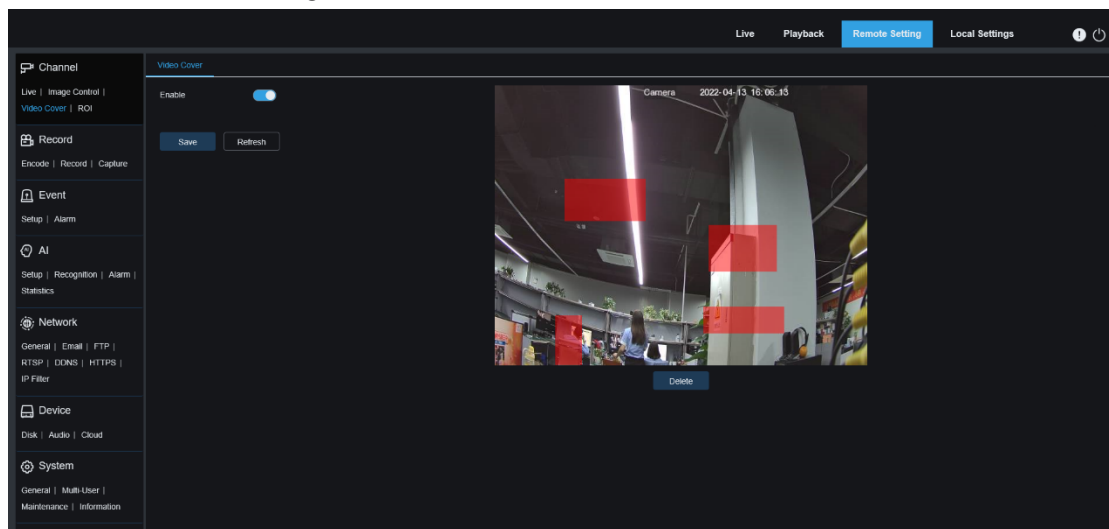 Live Playback Remote Setting Local Settings
Channel
Live | Image Control |
Video Cover | ROI
Record
Encode | Record | Capture
Event
Setup | Alarm
AI
Setup | Recognition | Alarm |
Statistics
Network
General | Email | FTP |
RTSP | DDNS | HTTPS |
IP Filter
Device
Disk | Audio | Cloud
System
General | Multi-User |
Maintenance | Information
Video Cover
Enable
Save Refresh
Camera 2022-04-13 16:06:13
Delete